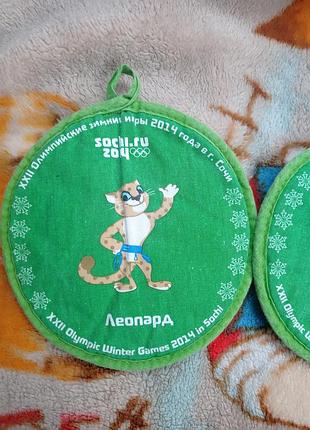 XXII Олимпийские зимние игры 2014 года в г. Сочи
sochi.ru
2014
Леопард
XXII Olympic Winter Games 2014 in Sochi
XXII Olympic W